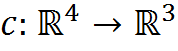 c: ℝ⁴ → ℝ³